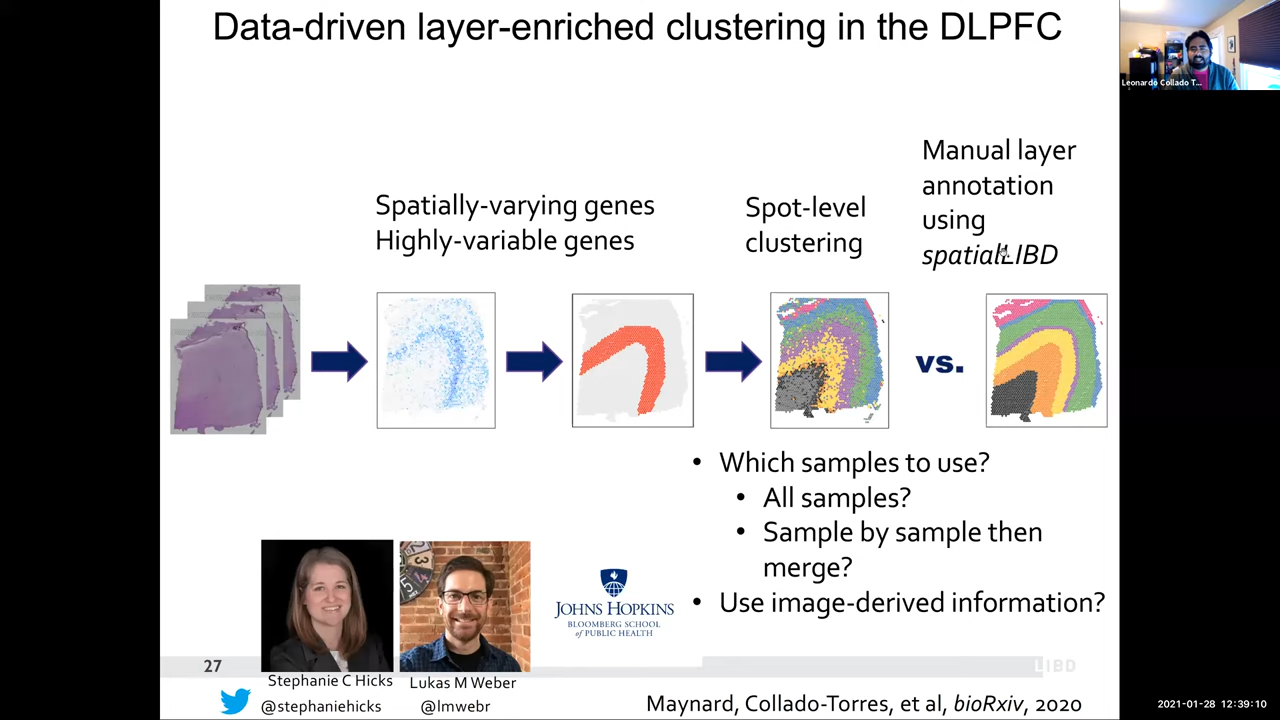 Data-driven layer-enriched clustering in the DLPFC
Leonardo Collado T...
Manual layer
annotation
using
spatialLIBD
Spatially-varying genes
Highly-variable genes
Spot-level
clustering
vs.
• Which samples to use?
• All samples?
• Sample by sample then
merge?
• Use image-derived information?
JOHNS HOPKINS
BLOOMBERG SCHOOL
of PUBLIC HEALTH
27
LIBD
Stephanie C Hicks
Lukas M Weber
@stephaniehicks
@lmwebr
Maynard, Collado-Torres, et al, bioRxiv, 2020
2021-01-28 12:39:10